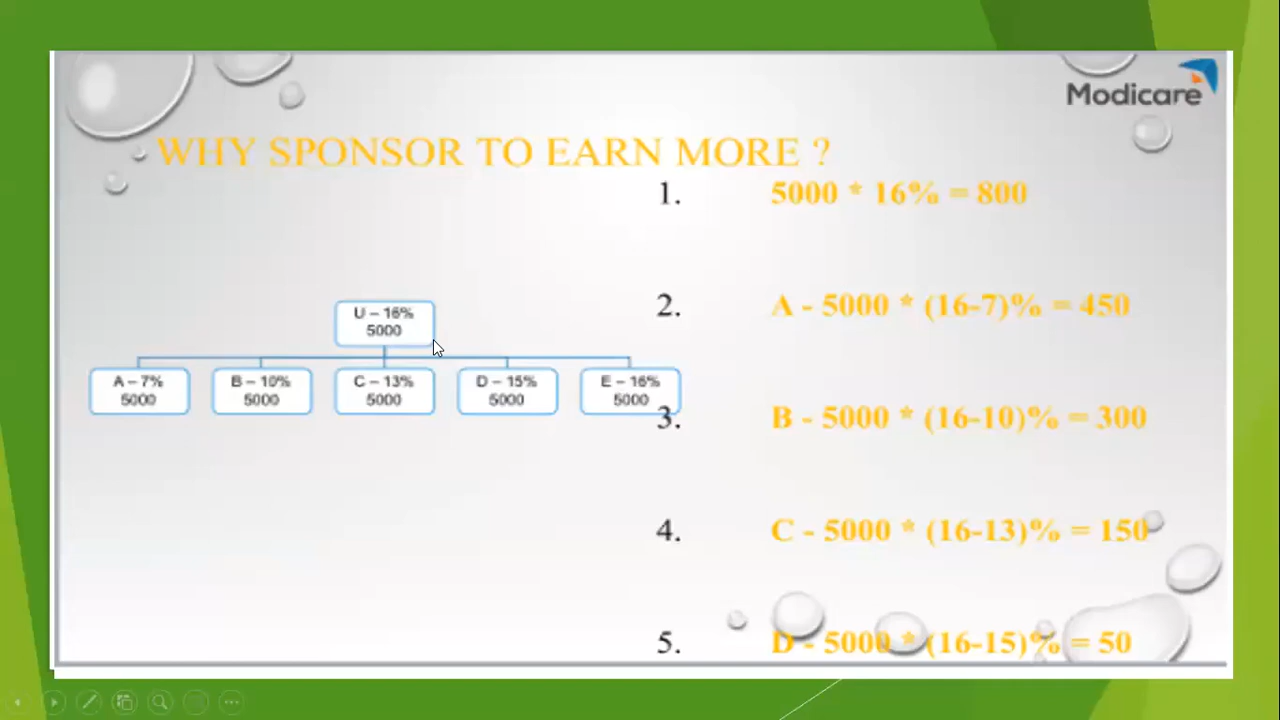 Modicare
WHY SPONSOR TO EARN MORE ?
U – 16%
5000
A – 7%
5000
B – 10%
5000
C – 13%
5000
D – 15%
5000
E – 16%
5000
1. 5000 * 16% = 800
2. A - 5000 * (16-7)% = 450
3. B - 5000 * (16-10)% = 300
4. C - 5000 * (16-13)% = 150
5. D - 5000 * (16-15)% = 50